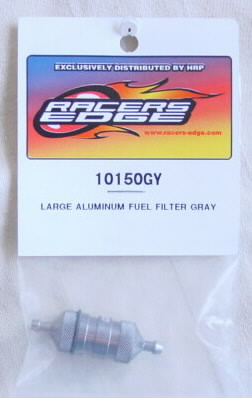 EXCLUSIVELY DISTRIBUTED BY HRP
RACERS
EDGE
www.racers-edge.com
10150GY
LARGE ALUMINUM FUEL FILTER GRAY